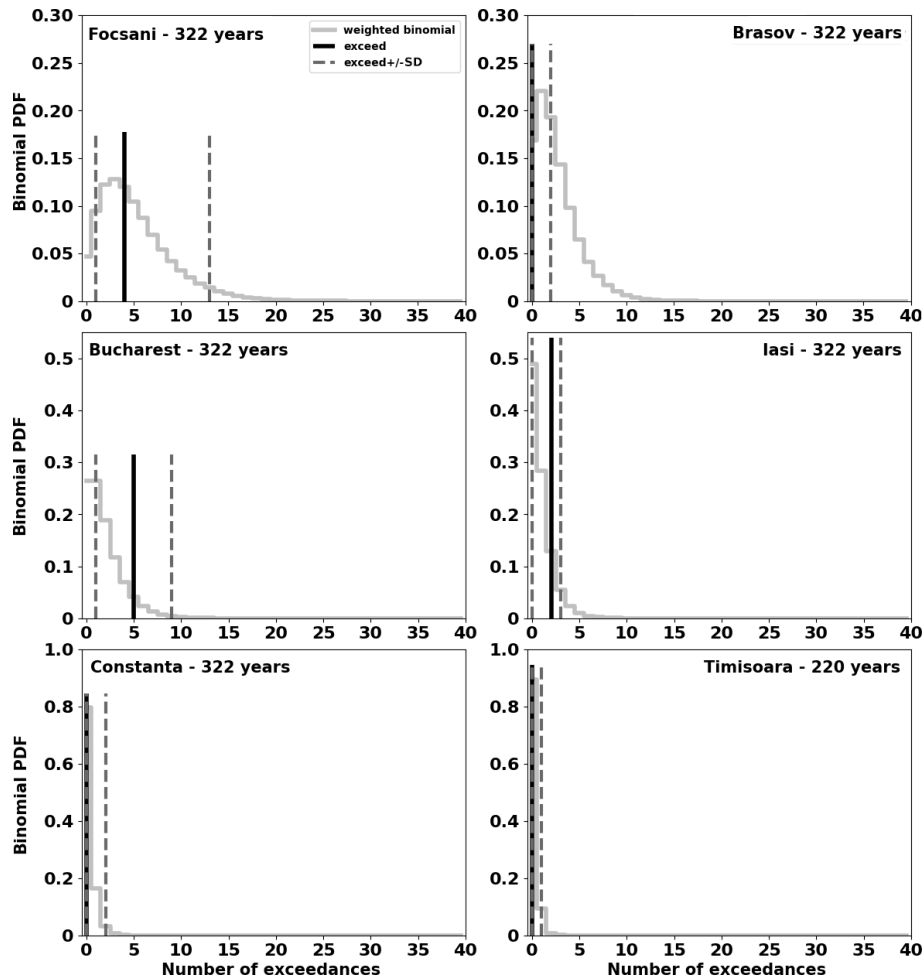 Focsani - 322 years
weighted binomial
exceed
exceed+/-SD
Binomial PDF
0.30
0.25
0.20
0.15
0.10
0.05
0
0 5 10 15 20 25 30 35 40
Brasov - 322 years
0.30
0.25
0.20
0.15
0.10
0.05
0
0 5 10 15 20 25 30 35 40
Bucharest - 322 years
Binomial PDF
0.5
0.4
0.3
0.2
0.1
0
0 5 10 15 20 25 30 35 40
Iasi - 322 years
0.5
0.4
0.3
0.2
0.1
0
0 5 10 15 20 25 30 35 40
Constanta - 322 years
Binomial PDF
1.0
0.8
0.6
0.4
0.2
0
0 5 10 15 20 25 30 35 40
Number of exceedances
Timisoara - 220 years
1.0
0.8
0.6
0.4
0.2
0
0 5 10 15 20 25 30 35 40
Number of exceedances